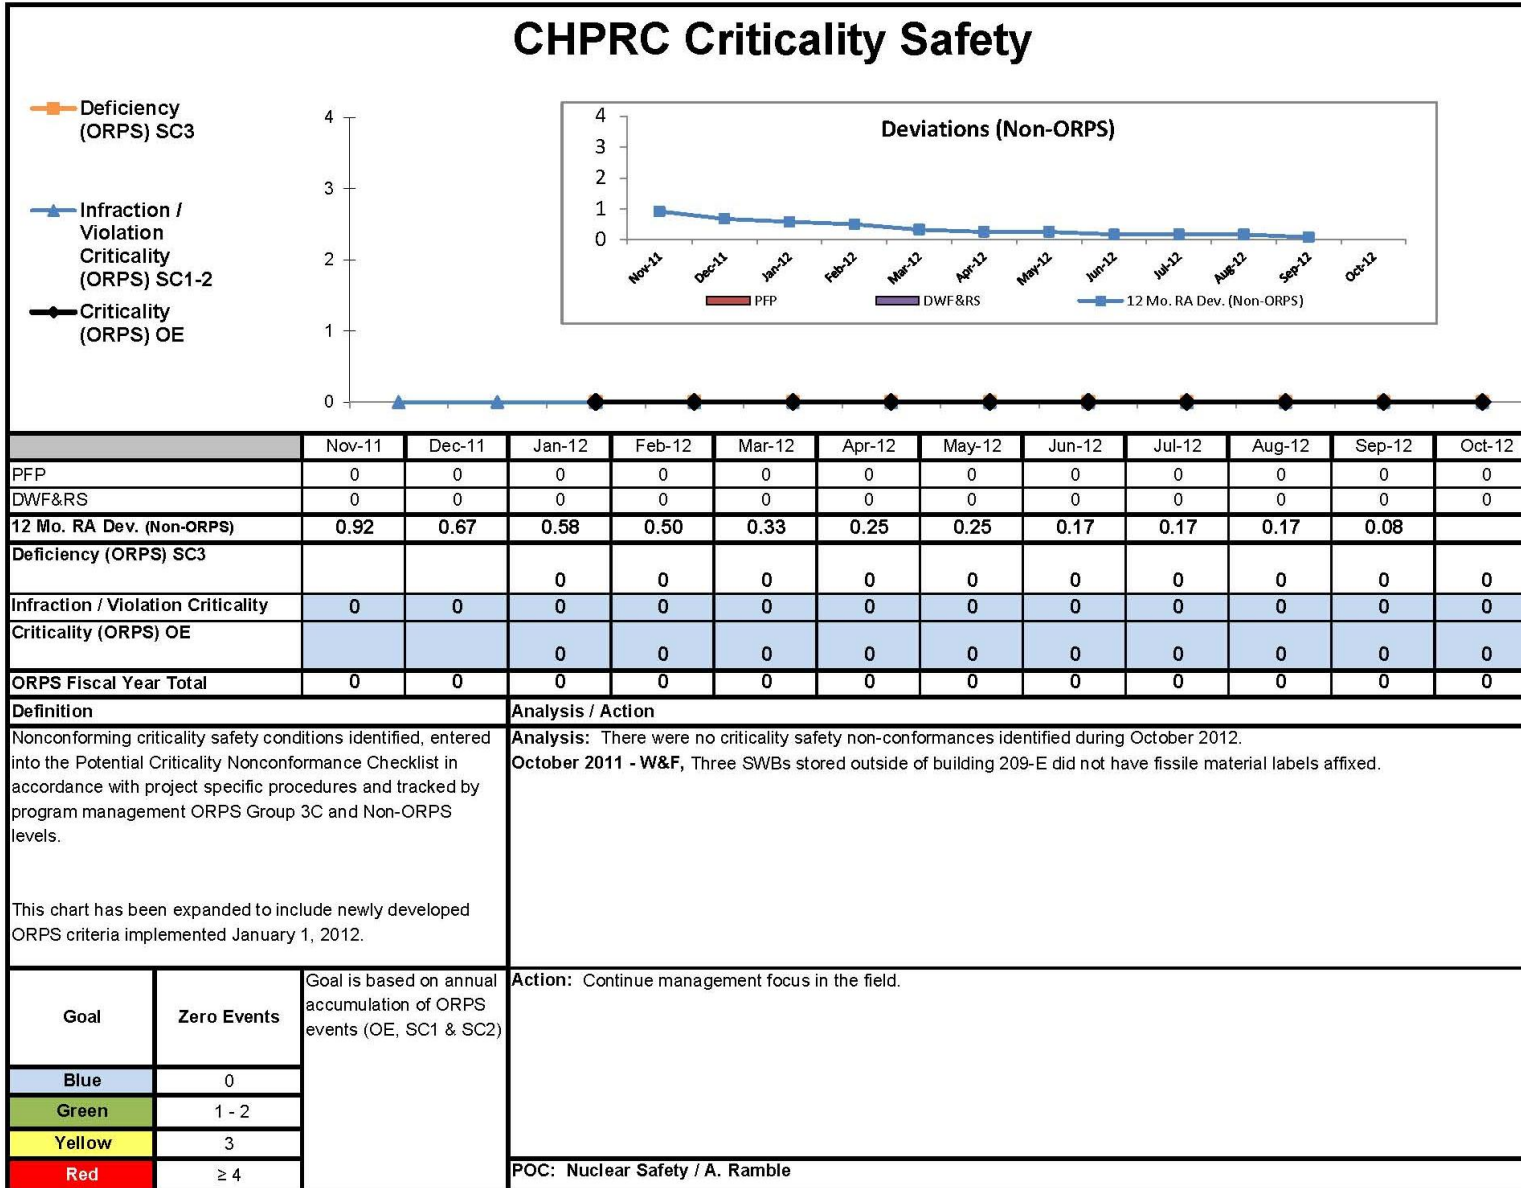 CHPRC Criticality Safety
Deficiency
(ORPS) SC3
Infraction /
Violation
Criticality
(ORPS) SC1-2
Criticality
(ORPS) OE
4
3
2
1
0
Deviations (Non-ORPS)
4
3
2
1
0
Nov-11 Dec-11 Jan-12 Feb-12 Mar-12 Apr-12 May-12 Jun-12 Jul-12 Aug-12 Sep-12 Oct-12
PFP DWF&RS 12 Mo. RA Dev. (Non-ORPS)
Nov-11 Dec-11 Jan-12 Feb-12 Mar-12 Apr-12 May-12 Jun-12 Jul-12 Aug-12 Sep-12 Oct-12
PFP 0 0 0 0 0 0 0 0 0 0 0 0
DWF&RS 0 0 0 0 0 0 0 0 0 0 0 0
12 Mo. RA Dev. (Non-ORPS) 0.92 0.67 0.58 0.50 0.33 0.25 0.25 0.17 0.17 0.17 0.08
Deficiency (ORPS) SC3
0 0 0 0 0 0 0 0 0 0
Infraction / Violation Criticality 0 0 0 0 0 0 0 0 0 0 0 0
Criticality (ORPS) OE
0 0 0 0 0 0 0 0 0 0
ORPS Fiscal Year Total 0 0 0 0 0 0 0 0 0 0 0 0
Definition
Nonconforming criticality safety conditions identified, entered
into the Potential Criticality Nonconformance Checklist in
accordance with project specific procedures and tracked by
program management ORPS Group 3C and Non-ORPS
levels.
This chart has been expanded to include newly developed
ORPS criteria implemented January 1, 2012.
Analysis / Action
Analysis: There were no criticality safety non-conformances identified during October 2012.
October 2011 - W&F, Three SWBs stored outside of building 209-E did not have fissile material labels affixed.
Goal Zero Events
Goal is based on annual
accumulation of ORPS
events (OE, SC1 & SC2)
Blue 0
Green 1 - 2
Yellow 3
Red ≥ 4
Action: Continue management focus in the field.
POC: Nuclear Safety / A. Ramble